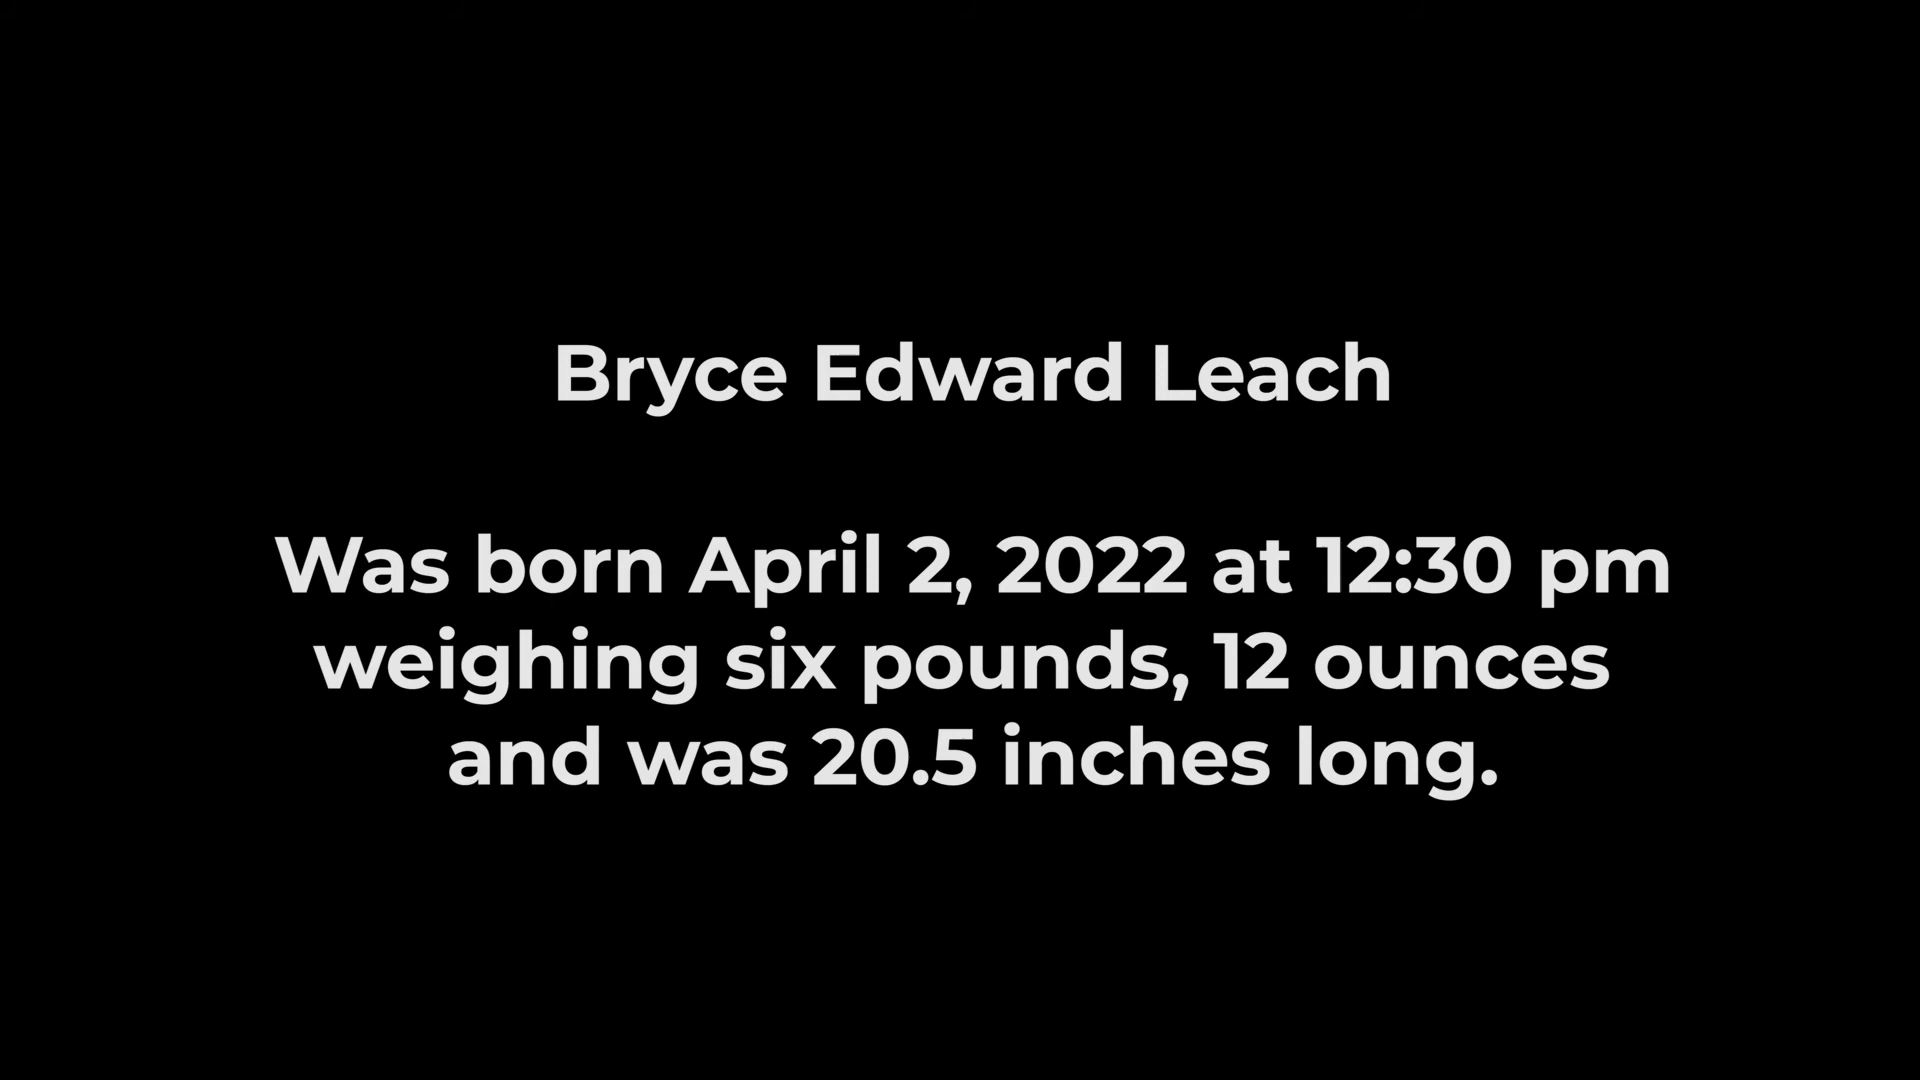 Bryce Edward Leach
Was born April 2, 2022 at 12:30 pm
weighing six pounds, 12 ounces
and was 20.5 inches long.